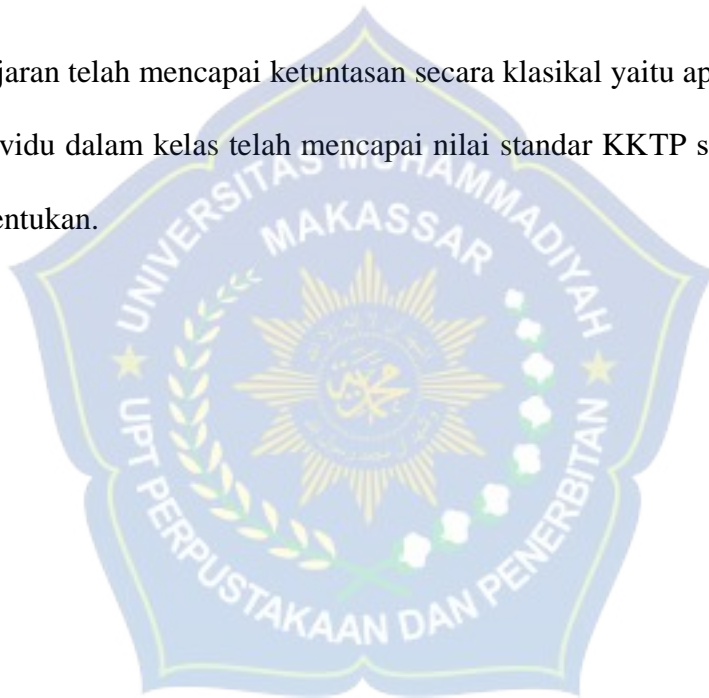 jaran telah mencapai ketuntasan secara klasikal yaitu ap
vidu dalam kelas telah mencapai nilai standar KKTP s
entukan.
UNIVERSITAS MUHAMMADIYAH
MAKASSAR
UPT PERPUSTAKAAN DAN PENERBITAN